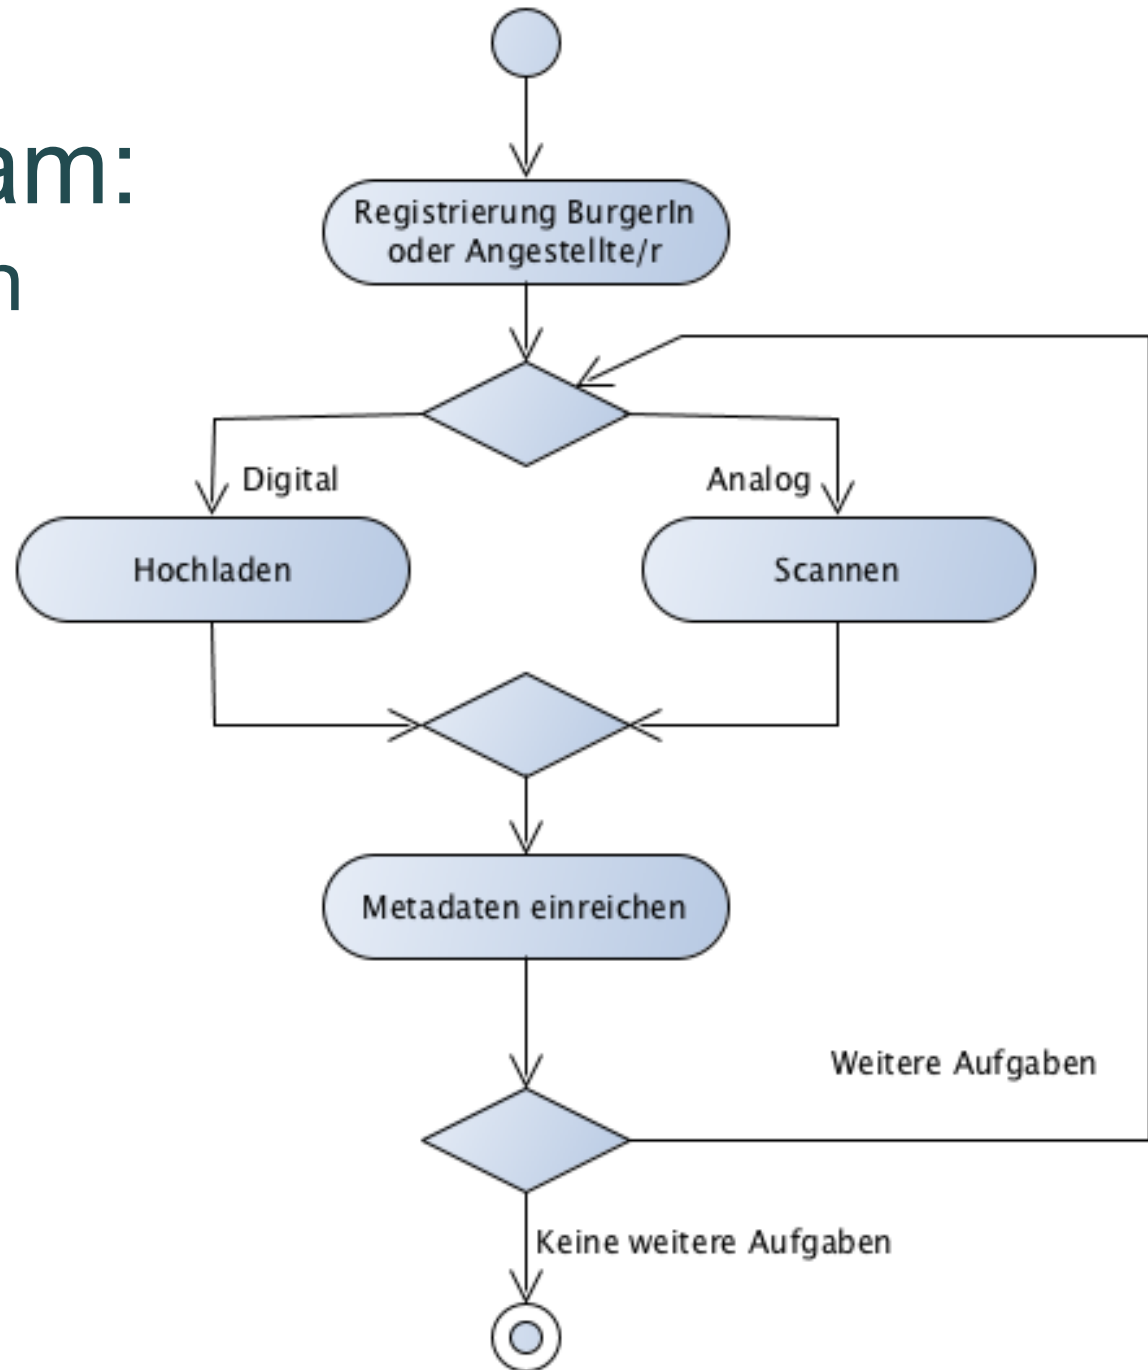 am:
n
Registrierung BurgerIn
oder Angestellte/r
Digital
Analog
Hochladen
Scannen
Metadaten einreichen
Weitere Aufgaben
Keine weitere Aufgaben